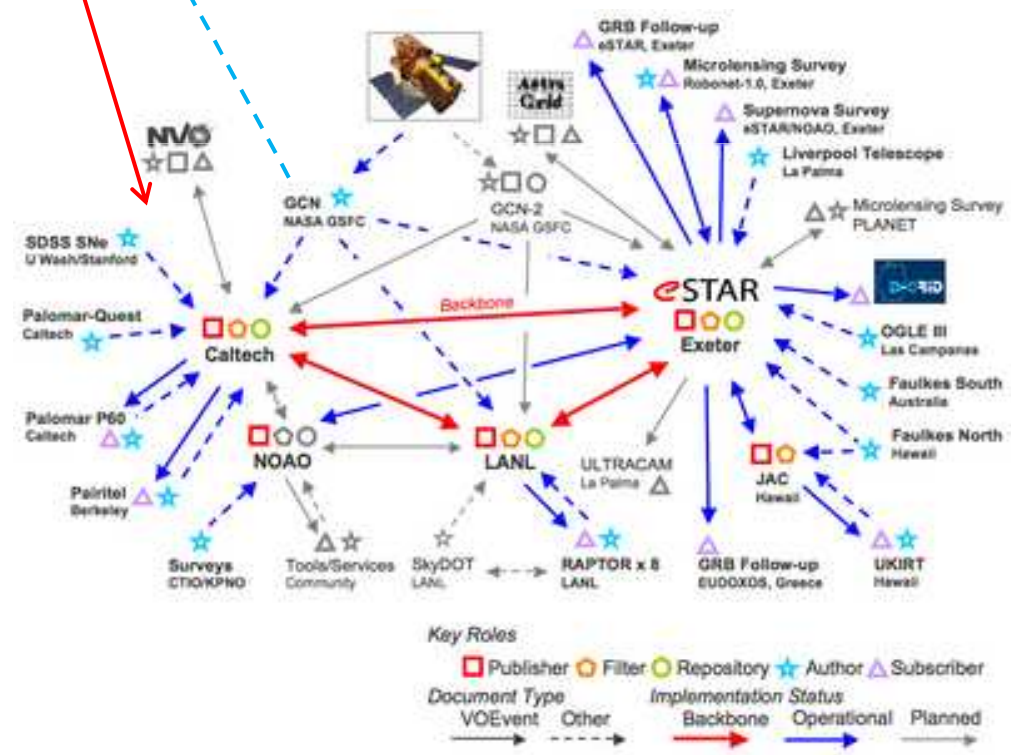 GRB Follow-up
eSTAR, Exeter
Microlensing Survey
Robonet-1.0, Exeter
Astro
Grid
Supernova Survey
eSTAR/NOAO, Exeter
NVO
Liverpool Telescope
La Palma
GCN
NASA GSFC
GCN-2
NASA GSFC
Microlensing Survey
PLANET
SDSS SNe
U Wash/Stanford
eSTAR
Exeter
Backbone
Palomar-Quest
Caltech
Caltech
OGLE III
Las Campanas
Faulkes South
Australia
Palomar P60
Caltech
Faulkes North
Hawaii
NOAO
LANL
ULTRACAM
La Palma
JAC
Hawaii
Pairitel
Berkeley
Surveys
CTIO/KPNO
Tools/Services
Community
SkyDOT
LANL
RAPTOR x 8
LANL
GRB Follow-up
EUDOXOS, Greece
UKIRT
Hawaii
Key Roles
Publisher Filter Repository Author Subscriber
Document Type Implementation Status
VOEvent Other Backbone Operational Planned